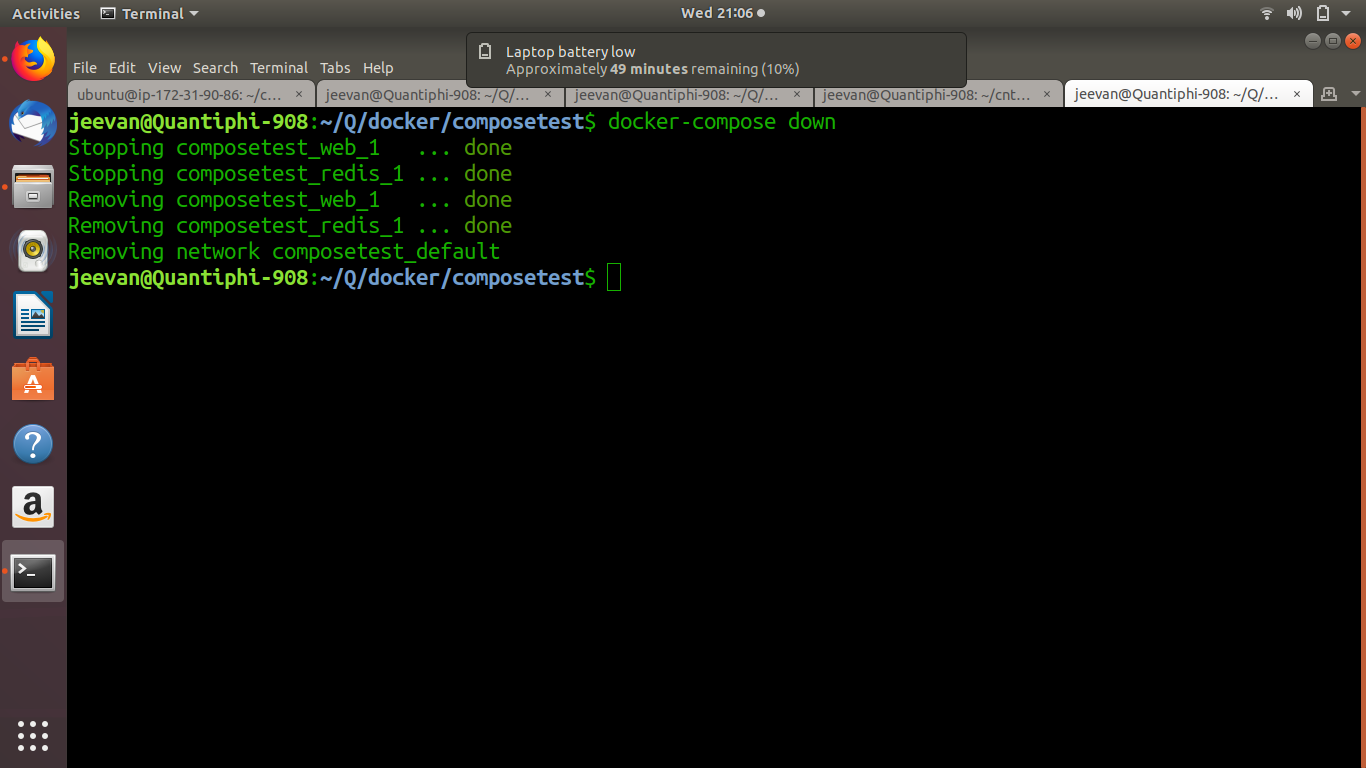 Activities
Terminal
Wed 21:06
Laptop battery low
Approximately 49 minutes remaining (10%)
File Edit View Search Terminal Tabs Help
ubuntu@ip-172-31-90-86: ~/c… ×
jeevan@Quantiphi-908: ~/Q/… ×
jeevan@Quantiphi-908: ~/Q/… ×
jeevan@Quantiphi-908: ~/cnt… ×
jeevan@Quantiphi-908: ~/Q/… ×
jeevan@Quantiphi-908:~/Q/docker/composetest$ docker-compose down
Stopping composetest_web_1   ... done
Stopping composetest_redis_1 ... done
Removing composetest_web_1   ... done
Removing composetest_redis_1 ... done
Removing network composetest_default
jeevan@Quantiphi-908:~/Q/docker/composetest$